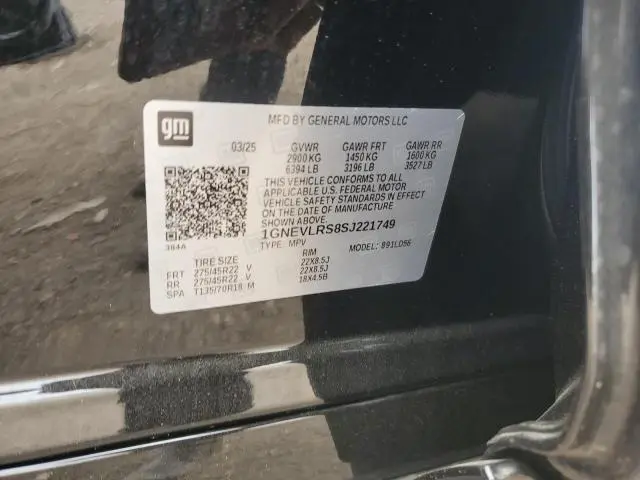 gm
MFD BY GENERAL MOTORS LLC
03/25 GVWR GAWR FRT GAWR RR
2900 KG 1450 KG 1600 KG
6394 LB 3196 LB 3527 LB
THIS VEHICLE CONFORMS TO ALL
APPLICABLE U.S. FEDERAL MOTOR
VEHICLE SAFETY STANDARDS IN EFFECT
ON THE DATE OF MANUFACTURE
SHOWN ABOVE.
1GNEVLRS8SJ221749
384A
TYPE: MPV MODEL: 891LD56
TIRE SIZE RIM
FRT 275/45R22 V 22X8.5J
RR 275/45R22 V 22X8.5J
SPA T135/70R18 M 18X4.5B